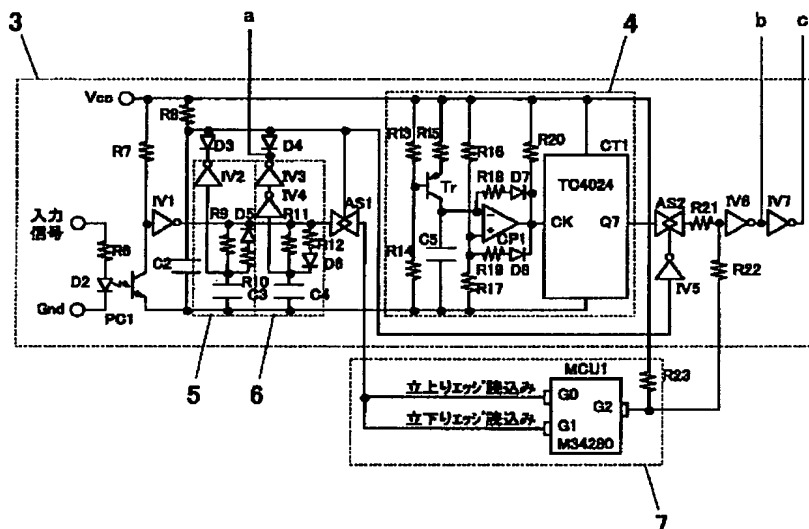 a
b
c
3
4
Vcc
R8
R13
R15
R16
R20
CT1
R7
D3
D4
R18
D7
TC4024
IV2
IV3
Tr
AS1
AS2
IV6
IV7
IV1
IV4
CK
Q7
R21
入力
信号
R9
D5
R11
CP1
R12
R14
C5
R19
D8
R22
R6
C2
D6
R17
IV5
D2
R10
C3
C4
Gnd
PC1
5
6
MCU1
R23
立上りエッジ読込み
G0
G2
立下りエッジ読込み
G1
M34280
7